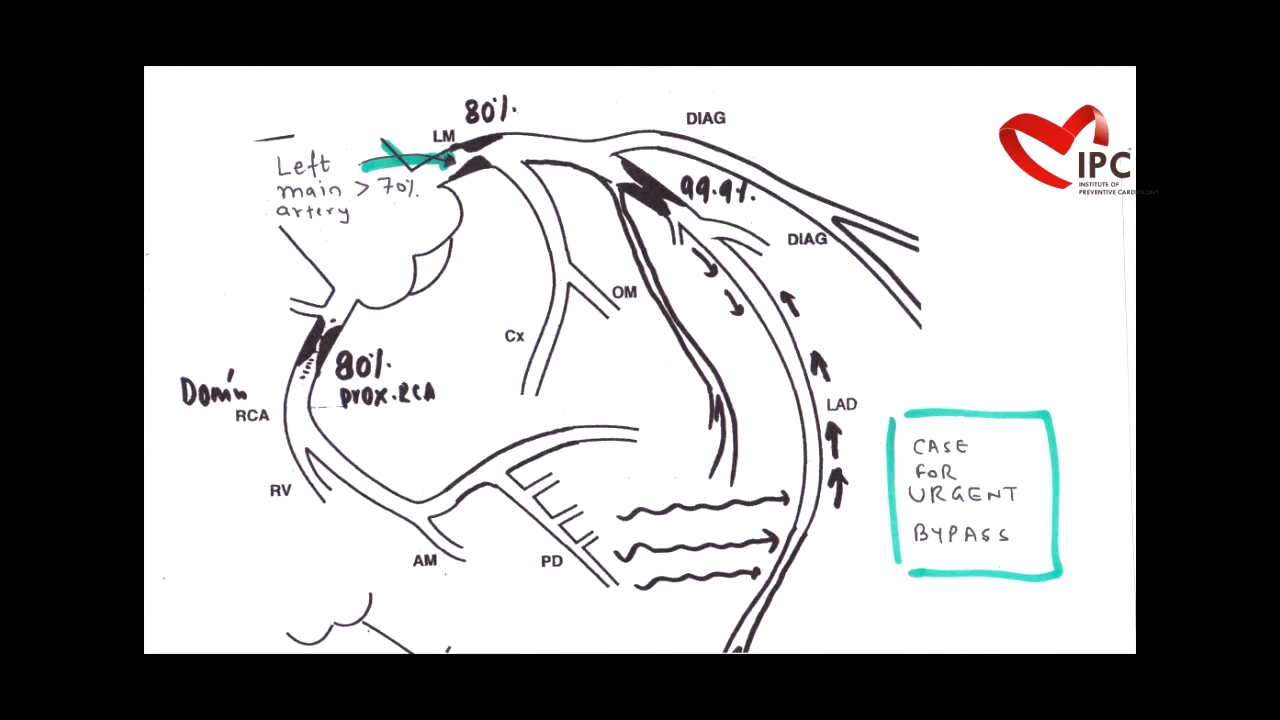 80%.
LM
DIAG
Left
main > 70%.
artery
99.9%.
DIAG
OM
Cx
80%.
prox.RCA
Domin
RCA
LAD
RV
AM
PD
CASE
FOR
URGENT
BYPASS
IPC
INSTITUTE OF
PREVENTIVE CARDIOLOGY